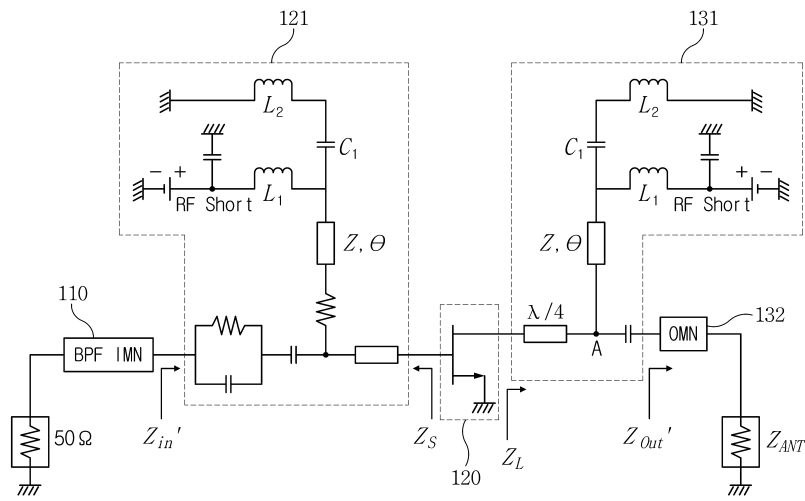 121
131
L2
L2
C1
C1
− +
+ −
L1
L1
RF Short
RF Short
Z, Θ
Z, Θ
110
λ/4
132
BPF IMN
A
OMN
50Ω
Zin'
ZS
ZL
ZOut'
ZANT
120